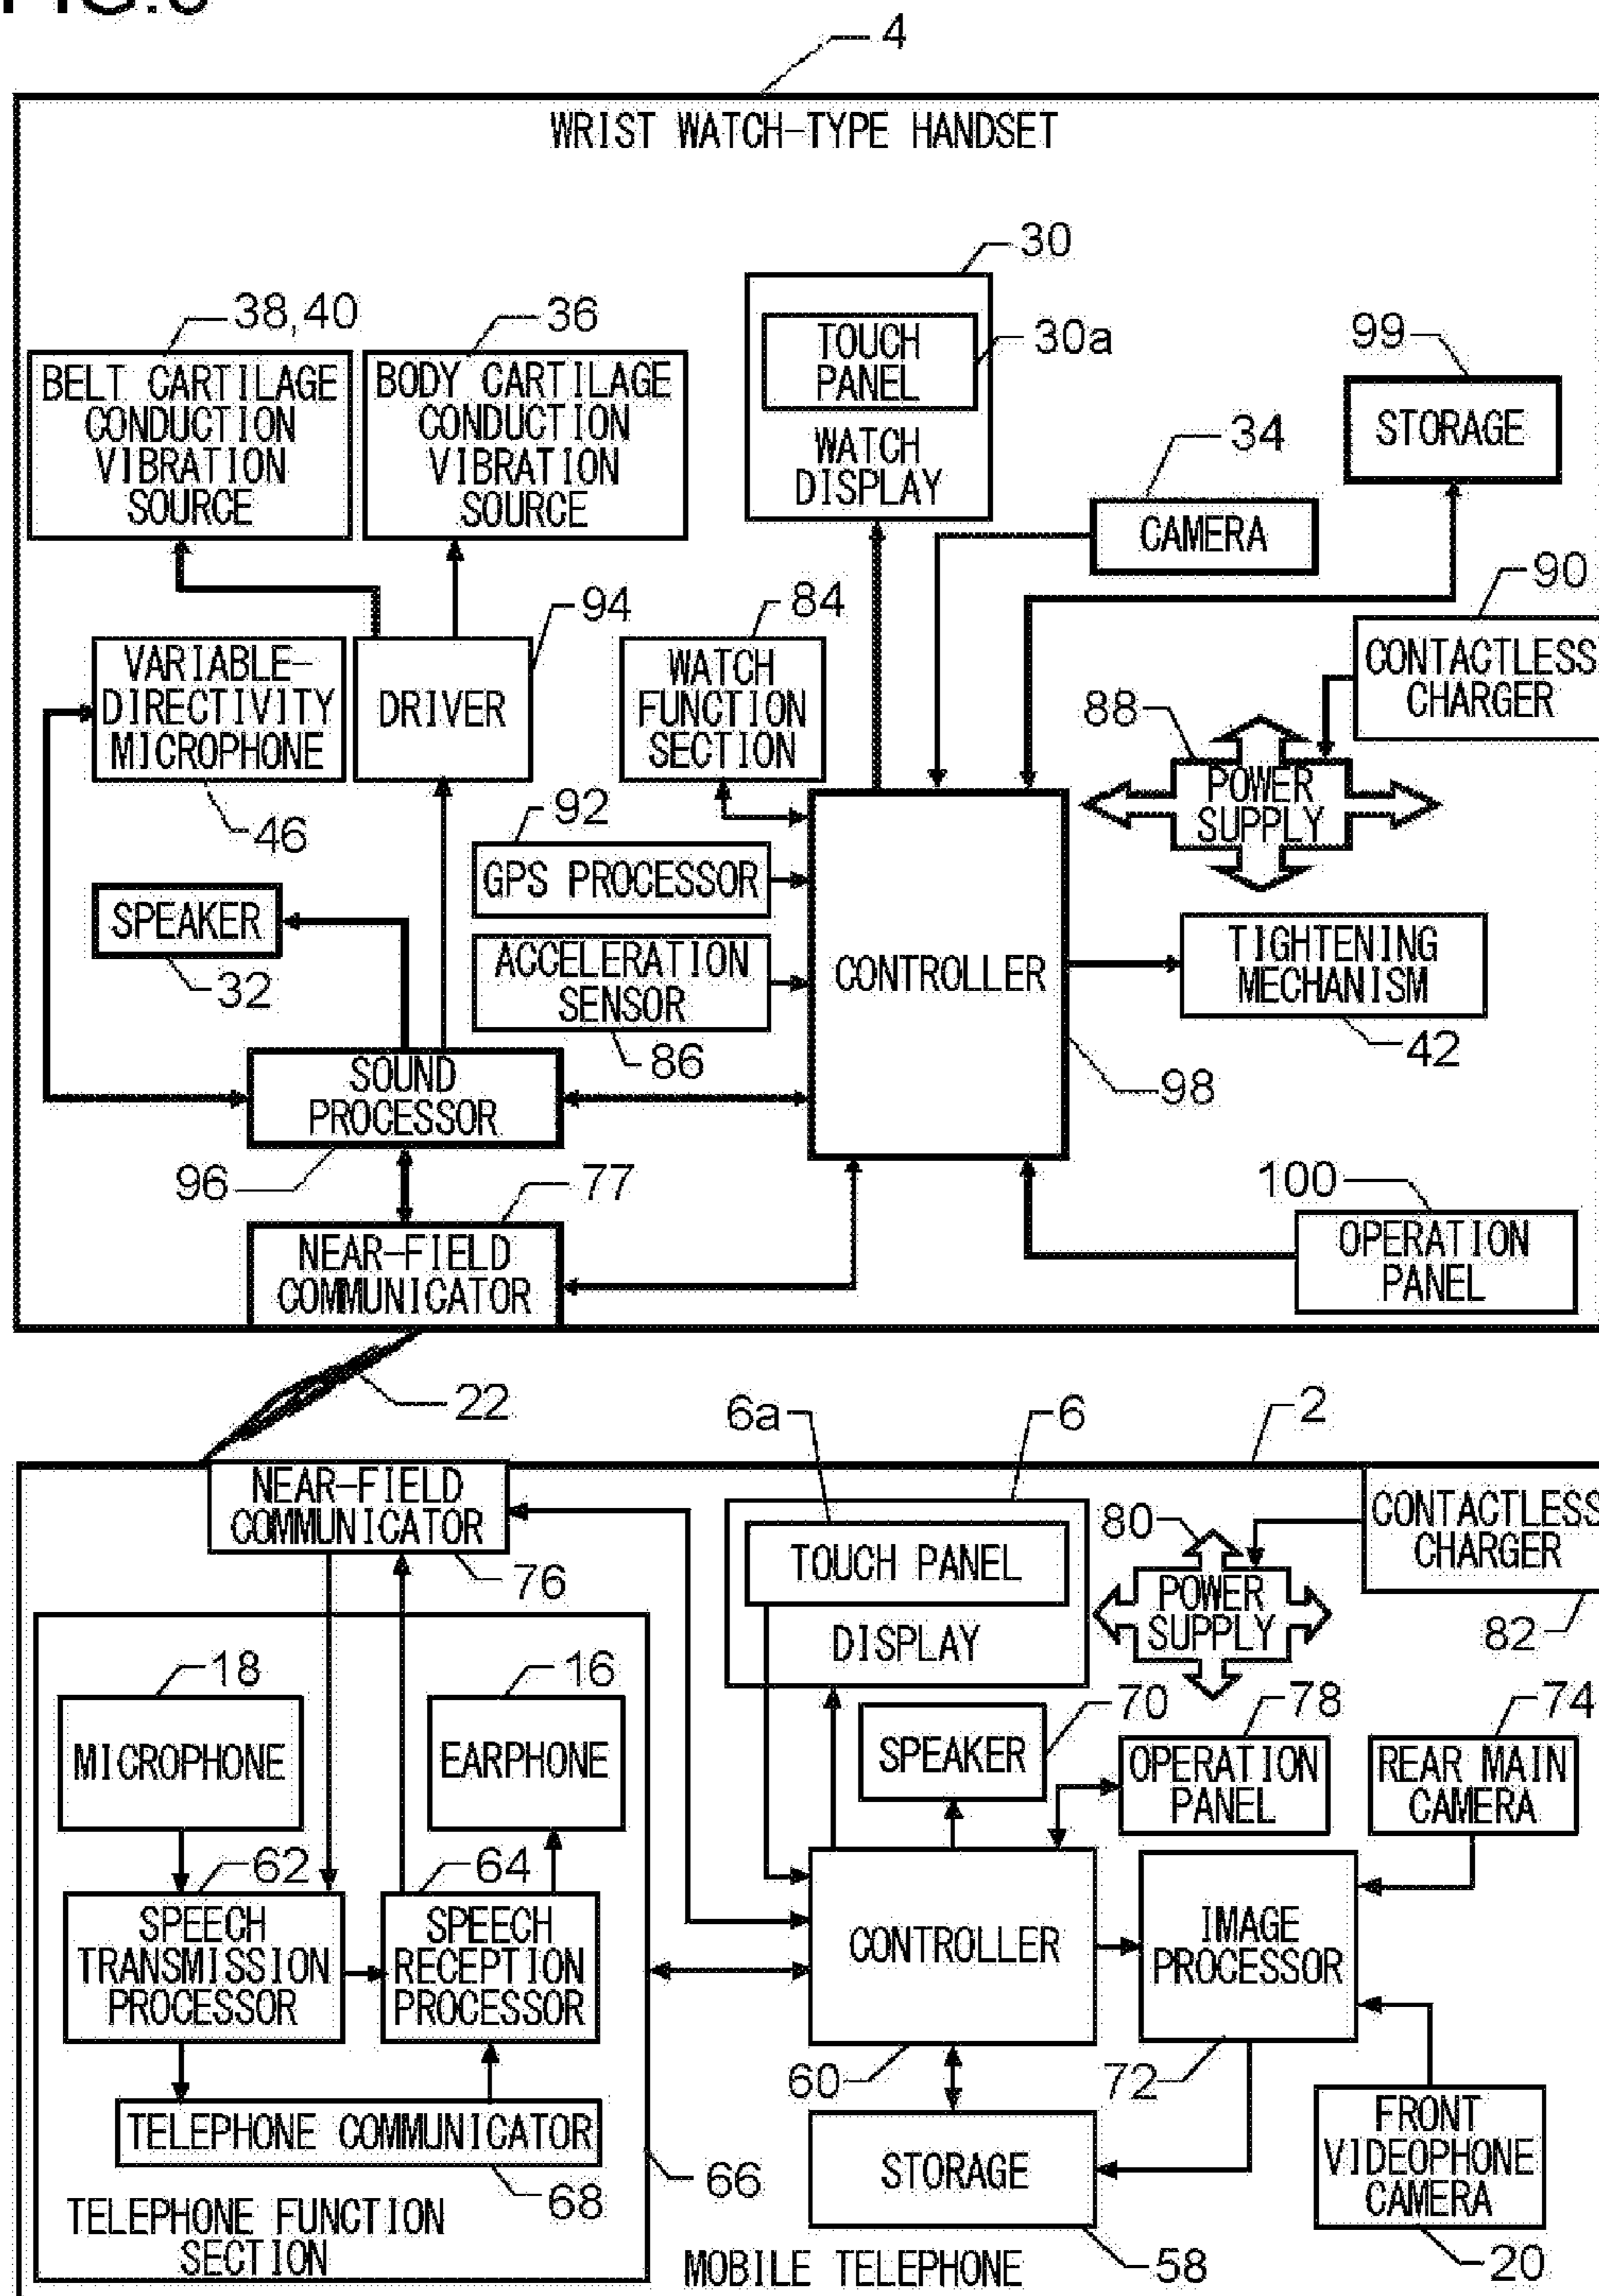 4
WRIST WATCH-TYPE HANDSET
30
38,40
36
TOUCH
PANEL
30a
99
BELT CARTILAGE
CONDUCTION
VIBRATION
SOURCE
BODY CARTILAGE
CONDUCTION
VIBRATION
SOURCE
WATCH
DISPLAY
34
STORAGE
CAMERA
90
94
84
VARIABLE-
DIRECTIVITY
MICROPHONE
DRIVER
WATCH
FUNCTION
SECTION
CONTACTLESS
CHARGER
88
POWER
SUPPLY
46
92
GPS PROCESSOR
SPEAKER
32
ACCELERATION
SENSOR
86
CONTROLLER
TIGHTENING
MECHANISM
42
98
SOUND
PROCESSOR
96
77
100
NEAR-FIELD
COMMUNICATOR
OPERATION
PANEL
22
6a
6
2
NEAR-FIELD
COMMUNICATOR
76
TOUCH PANEL
DISPLAY
80
POWER
SUPPLY
CONTACTLESS
CHARGER
82
18
16
70
78
74
MICROPHONE
EARPHONE
SPEAKER
OPERATION
PANEL
REAR MAIN
CAMERA
62
64
SPEECH
TRANSMISSION
PROCESSOR
SPEECH
RECEPTION
PROCESSOR
CONTROLLER
IMAGE
PROCESSOR
60
72
TELEPHONE COMMUNICATOR
66
68
STORAGE
FRONT
VIDEOPHONE
CAMERA
TELEPHONE FUNCTION
SECTION
MOBILE TELEPHONE
58
20